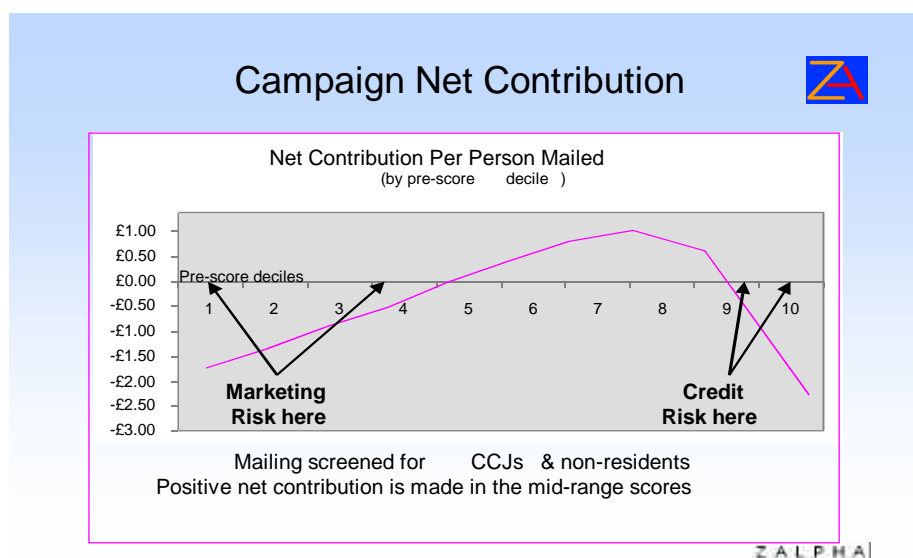 Campaign Net Contribution
ZA
Net Contribution Per Person Mailed
(by pre-score decile )
£1.00
£0.50
£0.00
-£0.50
-£1.00
-£1.50
-£2.00
-£2.50
-£3.00
Pre-score deciles
1 2 3 4 5 6 7 8 9 10
Marketing
Risk here
Credit
Risk here
Mailing screened for CCJs & non-residents
Positive net contribution is made in the mid-range scores
ZALPHA